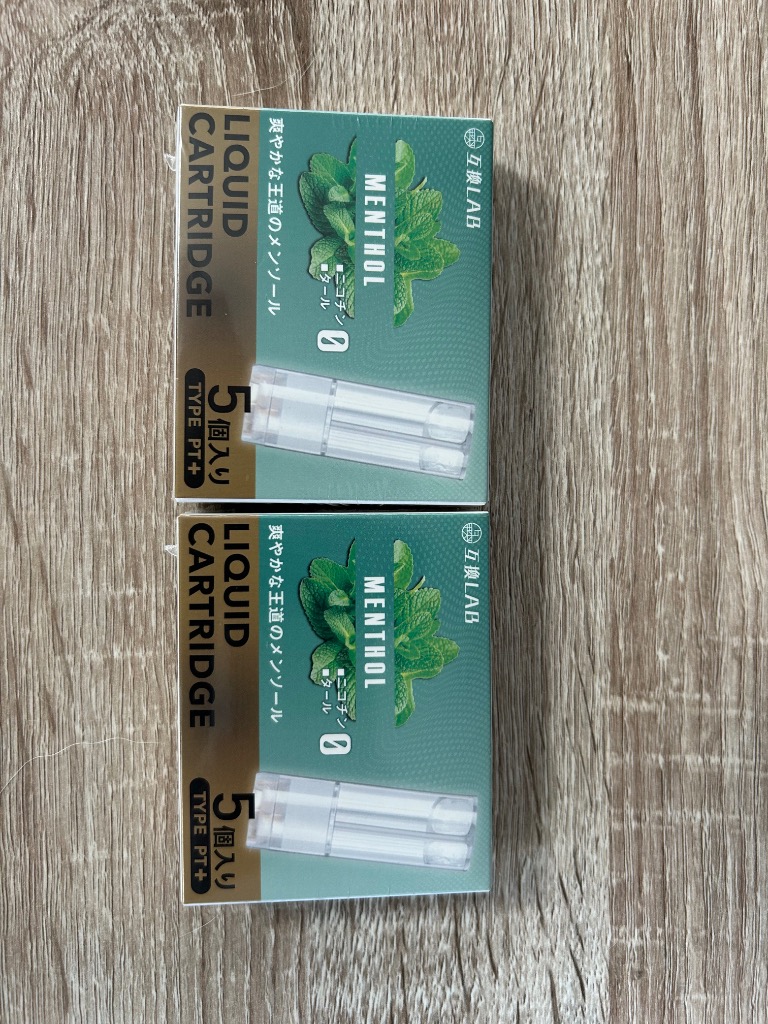 互換LAB
MENTHOL
■ニコチン
■タール
0
爽やかな王道のメンソール
LIQUID
CARTRIDGE
5個入り
TYPE PT+
互換LAB
MENTHOL
■ニコチン
■タール
0
爽やかな王道のメンソール
LIQUID
CARTRIDGE
5個入り
TYPE PT+